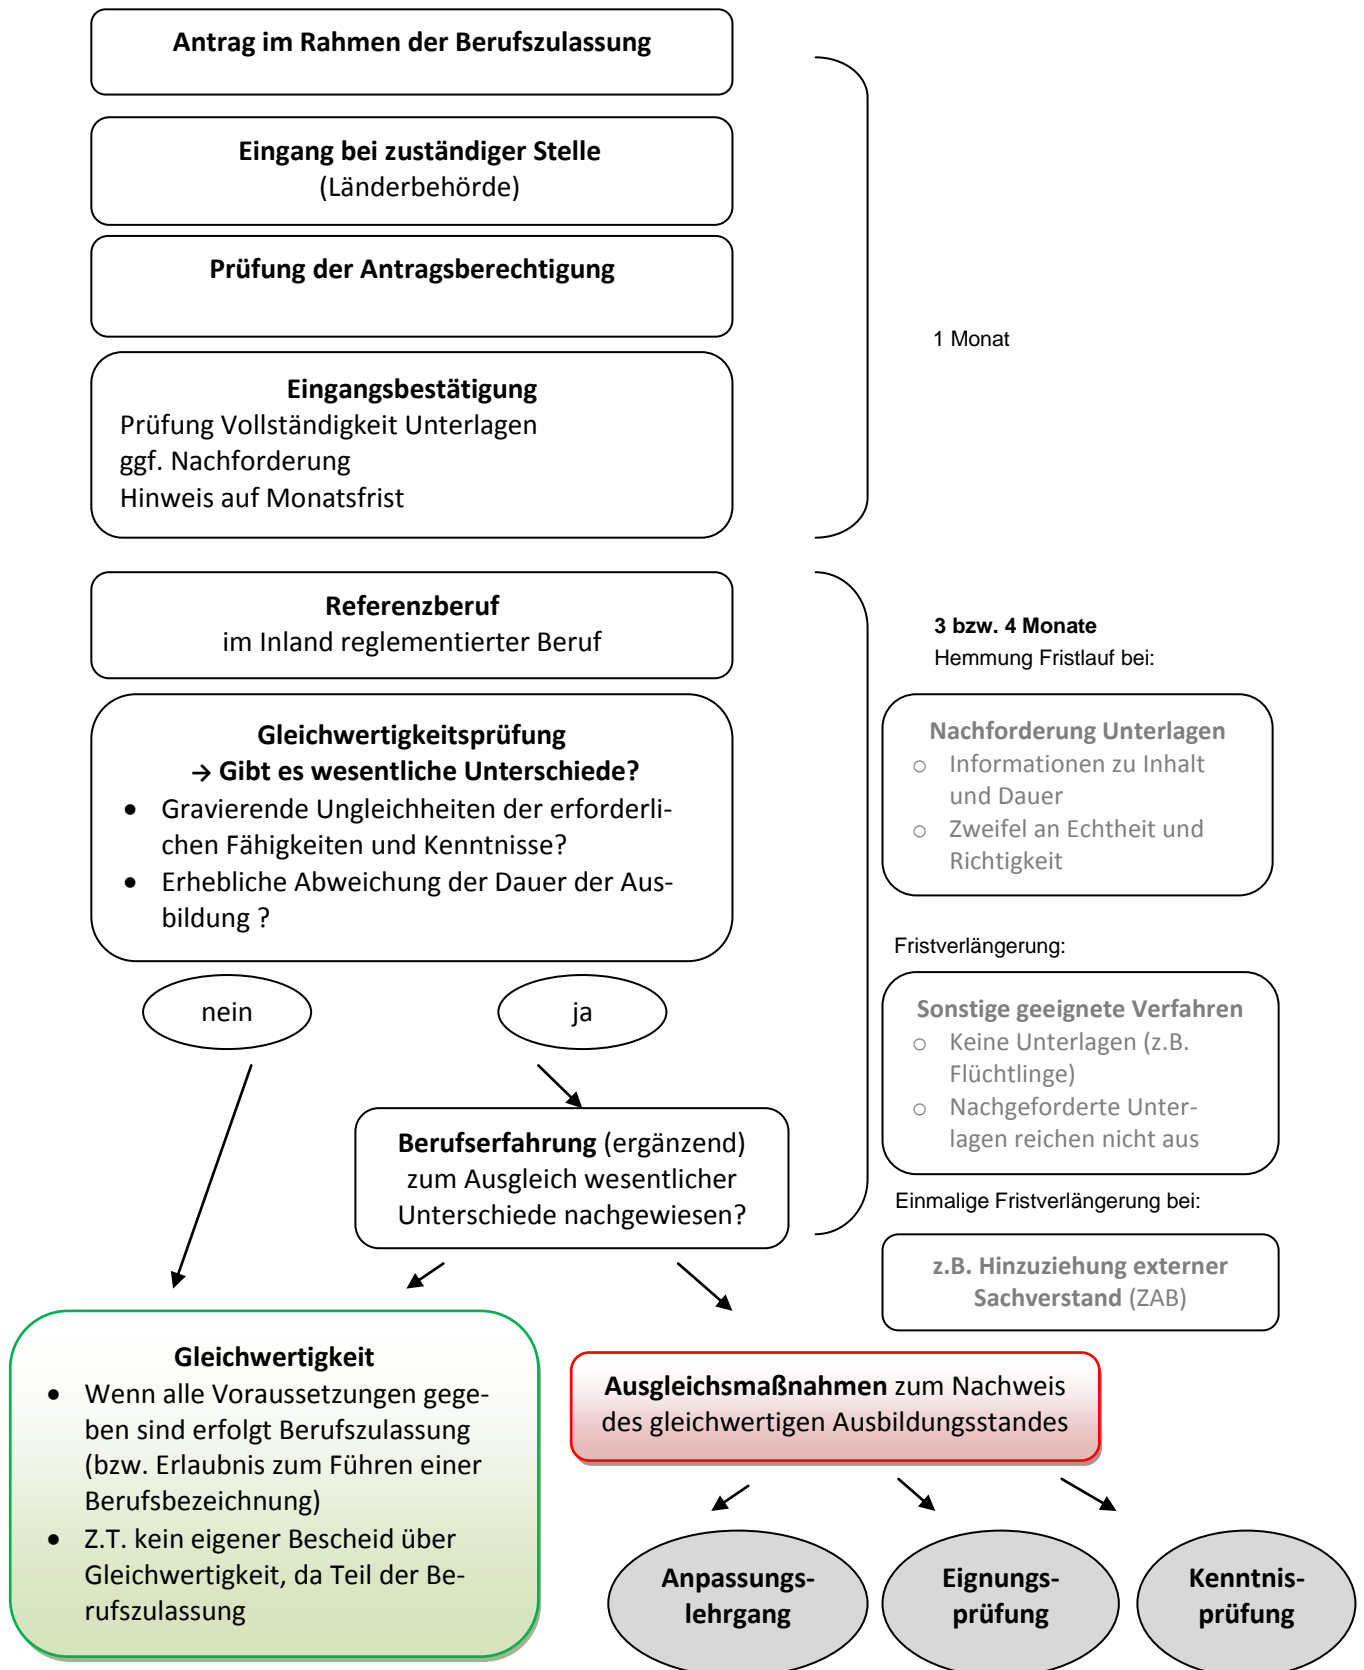 Antrag im Rahmen der Berufszulassung
Eingang bei zuständiger Stelle
(Länderbehörde)
Prüfung der Antragsberechtigung
Eingangsbestätigung
Prüfung Vollständigkeit Unterlagen
ggf. Nachforderung
Hinweis auf Monatsfrist
1 Monat
Referenzberuf
im Inland reglementierter Beruf
Gleichwertigkeitsprüfung
→ Gibt es wesentliche Unterschiede?
• Gravierende Ungleichheiten der erforderli-
chen Fähigkeiten und Kenntnisse?
• Erhebliche Abweichung der Dauer der Aus-
bildung ?
3 bzw. 4 Monate
Hemmung Fristlauf bei:
Nachforderung Unterlagen
o Informationen zu Inhalt
und Dauer
o Zweifel an Echtheit und
Richtigkeit
Fristverlängerung:
Sonstige geeignete Verfahren
o Keine Unterlagen (z.B.
Flüchtlinge)
o Nachgeforderte Unter-
lagen reichen nicht aus
Einmalige Fristverlängerung bei:
z.B. Hinzuziehung externer
Sachverstand (ZAB)
nein
ja
Berufserfahrung (ergänzend)
zum Ausgleich wesentlicher
Unterschiede nachgewiesen?
Gleichwertigkeit
• Wenn alle Voraussetzungen gege-
ben sind erfolgt Berufszulassung
(bzw. Erlaubnis zum Führen einer
Berufsbezeichnung)
• Z.T. kein eigener Bescheid über
Gleichwertigkeit, da Teil der Be-
rufszulassung
Ausgleichsmaßnahmen zum Nachweis
des gleichwertigen Ausbildungsstandes
Anpassungs-
lehrgang
Eignungs-
prüfung
Kenntnis-
prüfung